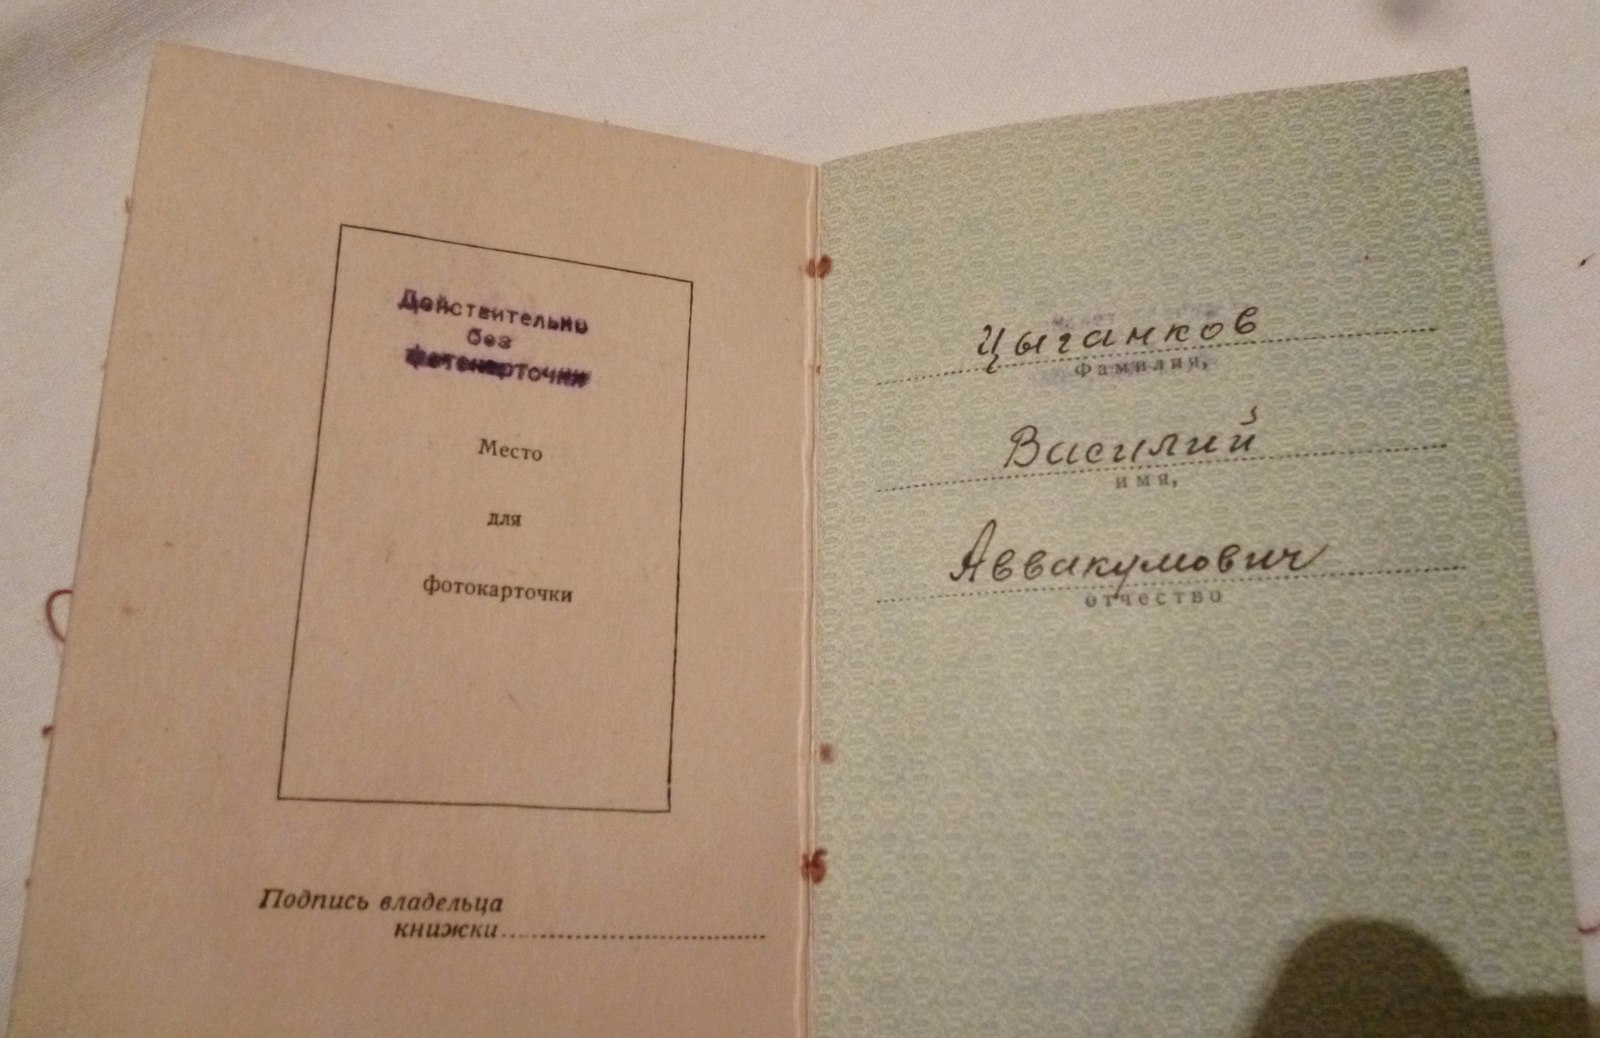 Действительно
без
фотокарточки
Место
для
фотокарточки
Подпись владельца
книжки
Цыганков
фамилия,
Василий
имя,
Аввакумович
отчество